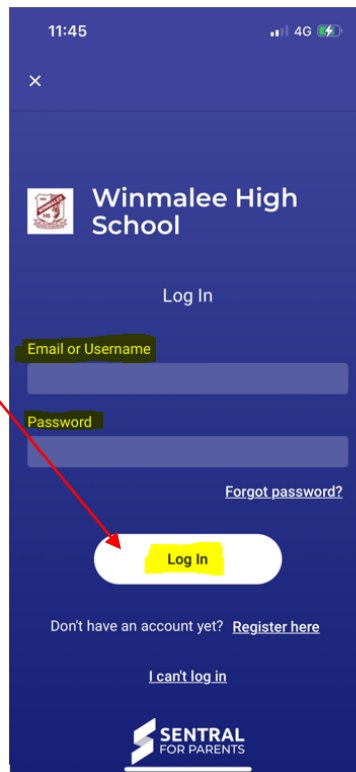 11:45
4G
Winmalee High
School
Log In
Email or Username
Password
Forgot password?
Log In
Don't have an account yet? Register here
I can't log in
SENTRAL
FOR PARENTS